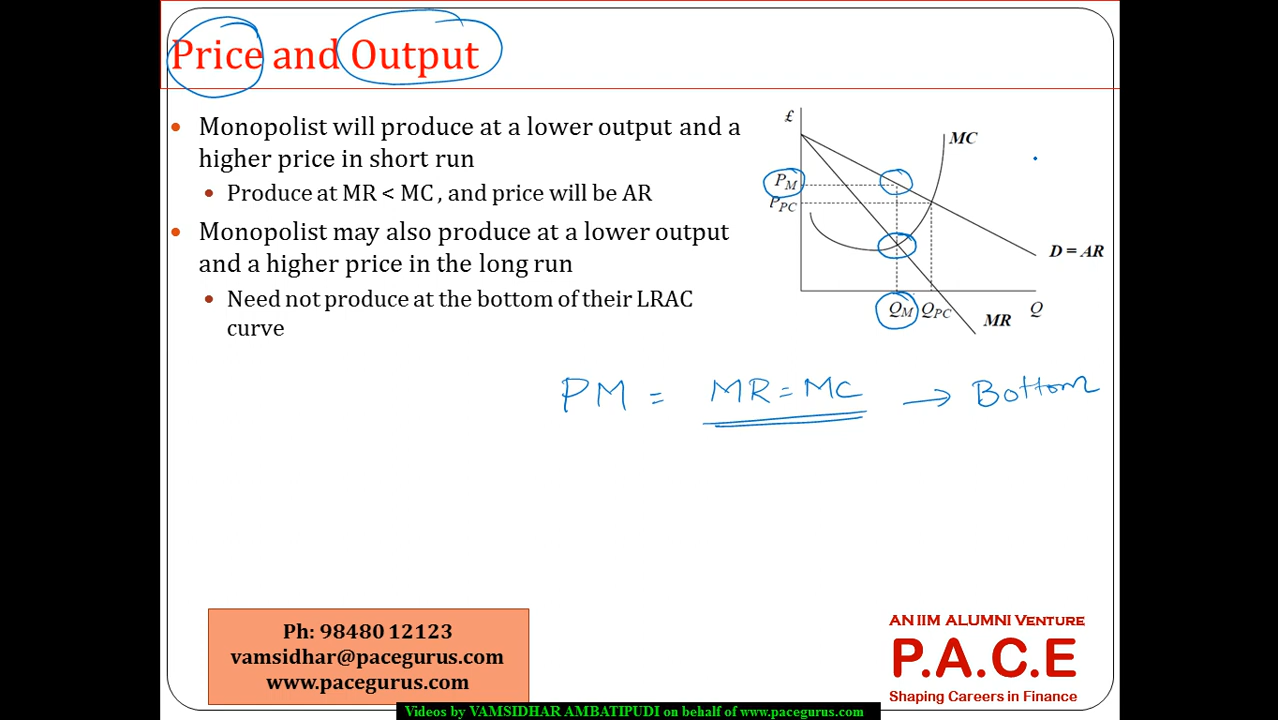 Price and Output
Monopolist will produce at a lower output and a
higher price in short run
Produce at MR < MC , and price will be AR
Monopolist may also produce at a lower output
and a higher price in the long run
Need not produce at the bottom of their LRAC
curve
£
MC
PM
PPC
D = AR
QM QPC
MR
Q
PM = MR = MC → Bottom
Ph: 98480 12123
vamsidhar@pacegurus.com
www.pacegurus.com
AN IIM ALUMNI VENTURE
P.A.C.E
Shaping Careers in Finance
Videos by VAMSIDHAR AMBATIPUDI on behalf of www.pacegurus.com